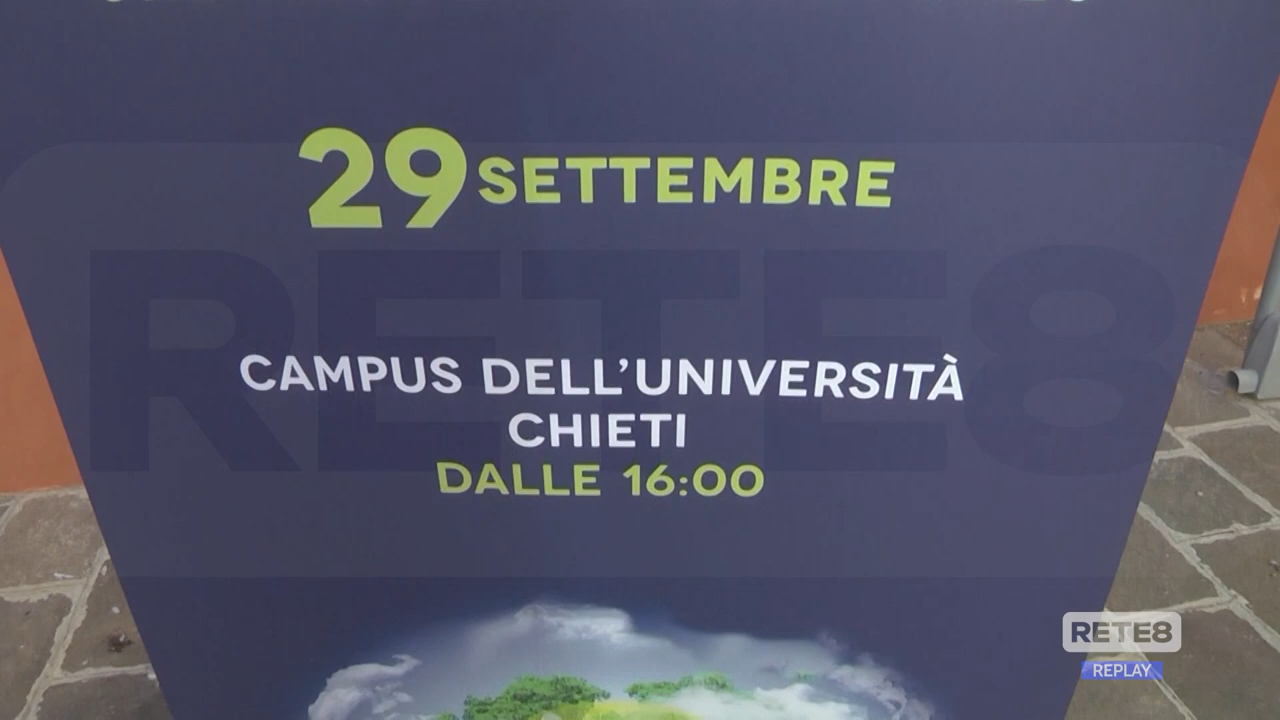 29 SETTEMBRE
RETE8
CAMPUS DELL'UNIVERSITÀ
CHIETI
DALLE 16:00
RETE8
REPLAY